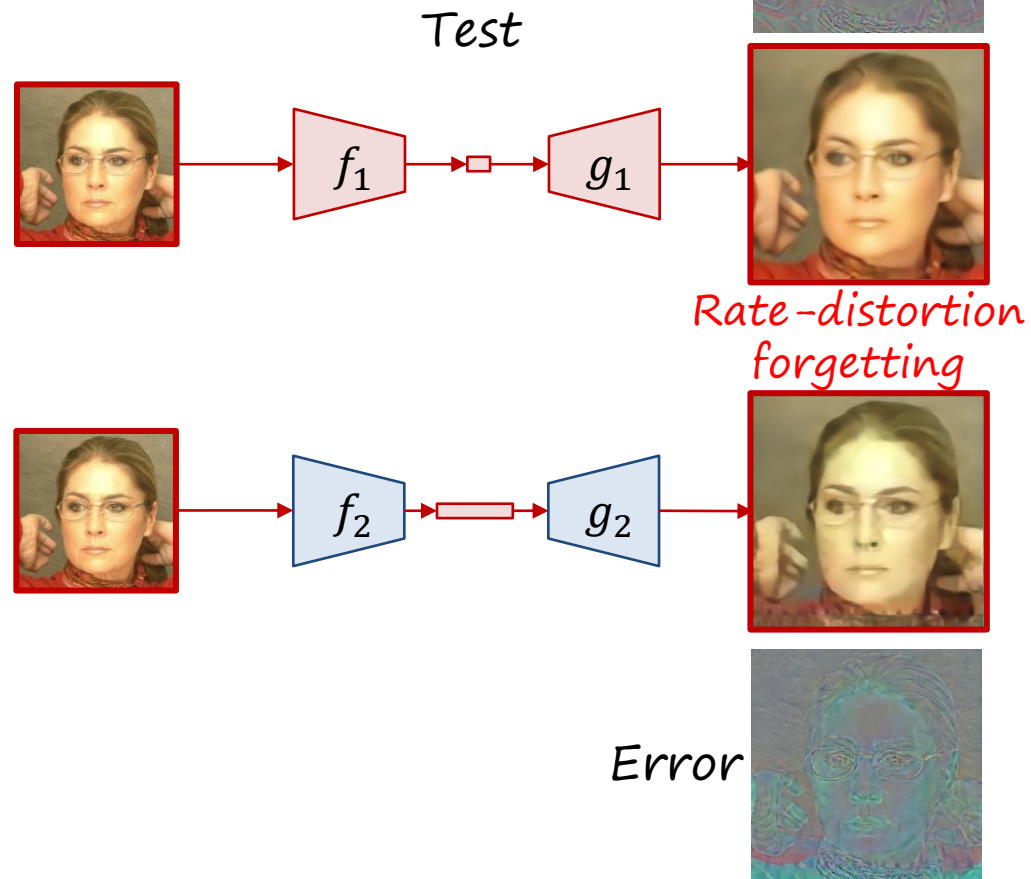 Test
f₁
g₁
Rate-distortion
forgetting
f₂
g₂
Error